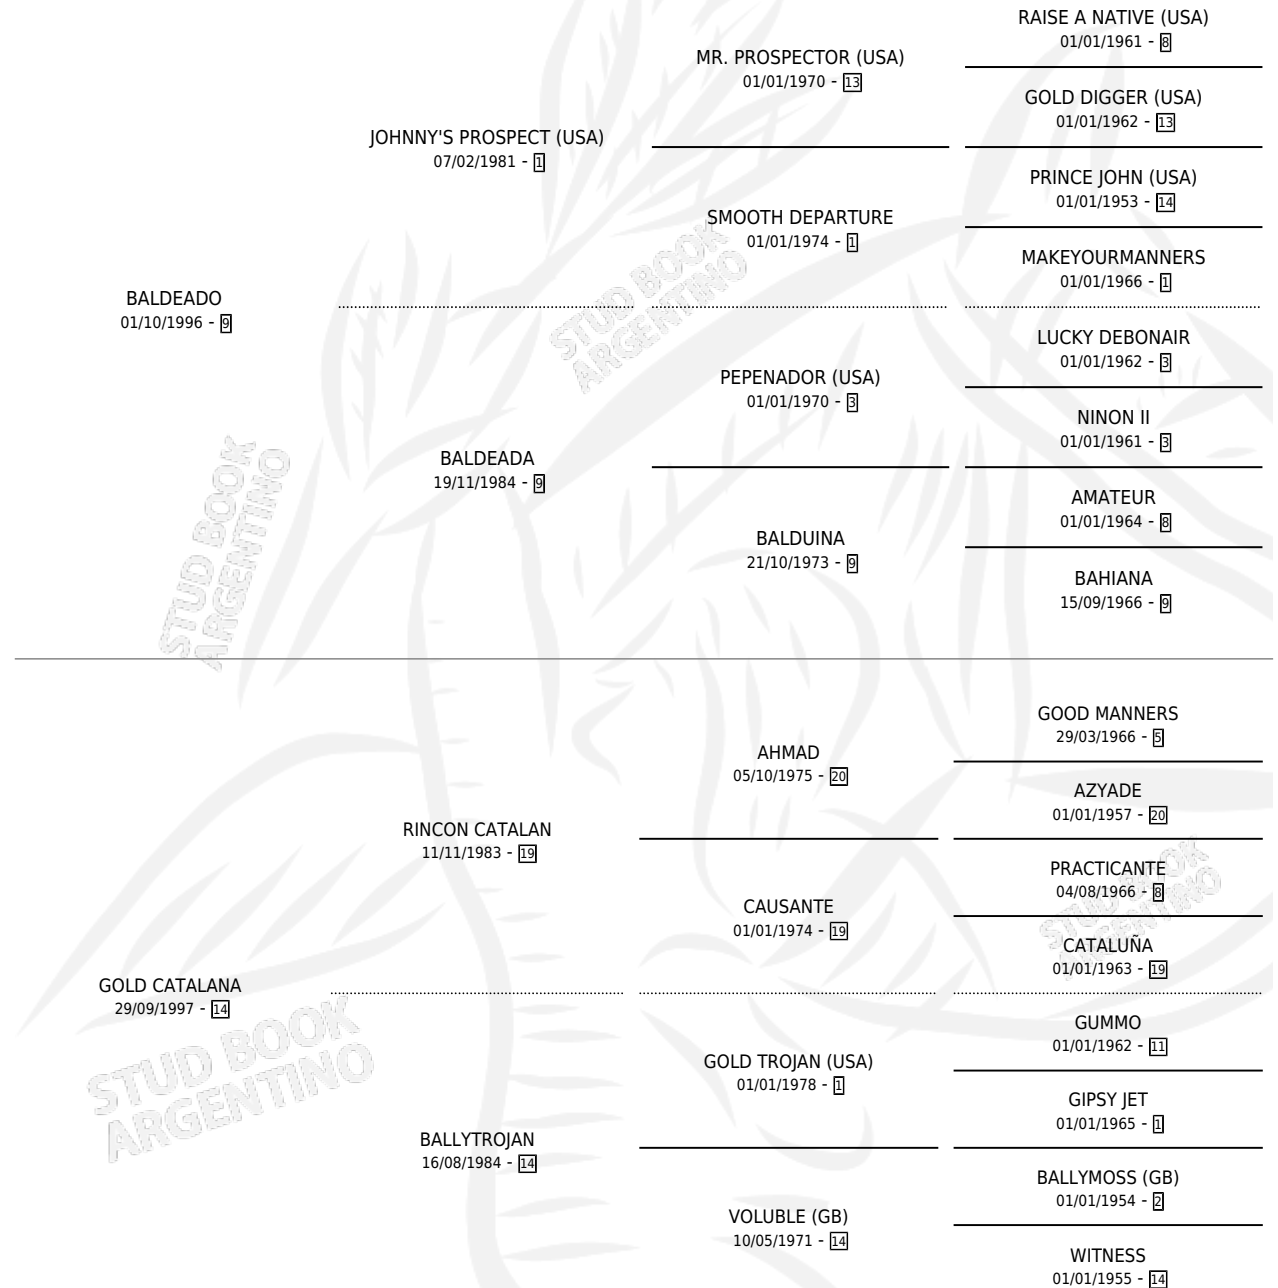 RAISE A NATIVE (USA)
01/01/1961 - 8
MR. PROSPECTOR (USA)
01/01/1970 - 13
GOLD DIGGER (USA)
01/01/1962 - 13
JOHNNY'S PROSPECT (USA)
07/02/1981 - 1
PRINCE JOHN (USA)
01/01/1953 - 14
SMOOTH DEPARTURE
01/01/1974 - 1
MAKEYOURMANNERS
01/01/1966 - 1
BALDEADO
01/10/1996 - 9
STUD BOOK
ARGENTINO
LUCKY DEBONAIR
01/01/1962 - 3
PEPENADOR (USA)
01/01/1970 - 3
NINON II
01/01/1961 - 3
BALDEADA
19/11/1984 - 9
AMATEUR
01/01/1964 - 8
BALDUINA
21/10/1973 - 9
BAHIANA
15/09/1966 - 9
STUD BOOK
ARGENTINO
GOOD MANNERS
29/03/1966 - 5
AHMAD
05/10/1975 - 20
AZYADE
01/01/1957 - 20
RINCON CATALAN
11/11/1983 - 19
PRACTICANTE
04/08/1966 - 8
CAUSANTE
01/01/1974 - 19
CATALUÑA
01/01/1963 - 19
STUD BOOK
ARGENTINO
GOLD CATALANA
29/09/1997 - 14
GUMMO
01/01/1962 - 11
GOLD TROJAN (USA)
01/01/1978 - 1
GIPSY JET
01/01/1965 - 1
STUD BOOK
ARGENTINO
BALLYTROJAN
16/08/1984 - 14
BALLYMOSS (GB)
01/01/1954 - 2
VOLUBLE (GB)
10/05/1971 - 14
WITNESS
01/01/1955 - 14